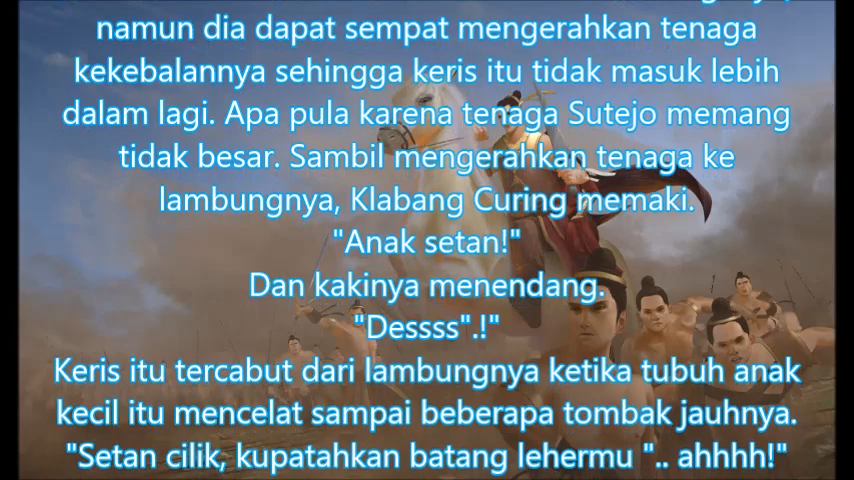 namun dia dapat sempat mengerahkan tenaga
kekebalannya sehingga keris itu tidak masuk lebih
dalam lagi. Apa pula karena tenaga Sutejo memang
tidak besar. Sambil mengerahkan tenaga ke
lambungnya, Klabang Curing memaki.
"Anak setan!"
Dan kakinya menendang.
"Dessss".!"
Keris itu tercabut dari lambungnya ketika tubuh anak
kecil itu mencelat sampai beberapa tombak jauhnya.
"Setan cilik, kupatahkan batang lehermu ".. ahhhh!"